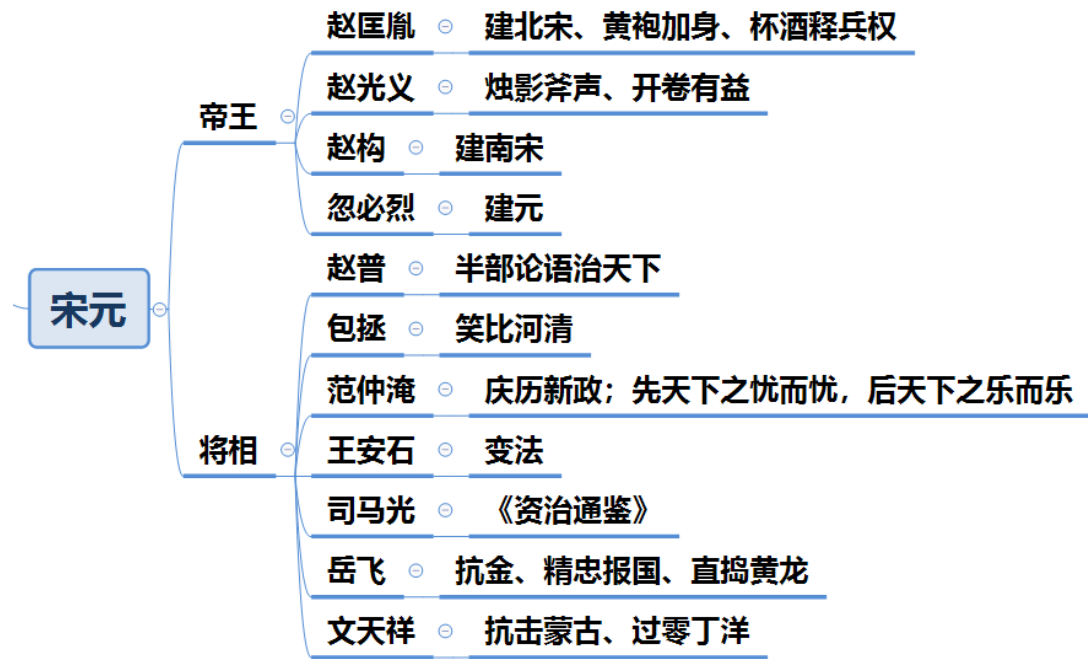 宋元
帝王
赵匡胤 建北宋、黄袍加身、杯酒释兵权
赵光义 烛影斧声、开卷有益
赵构 建南宋
忽必烈 建元
将相
赵普 半部论语治天下
包拯 笑比河清
范仲淹 庆历新政；先天下之忧而忧，后天下之乐而乐
王安石 变法
司马光 《资治通鉴》
岳飞 抗金、精忠报国、直捣黄龙
文天祥 抗击蒙古、过零丁洋